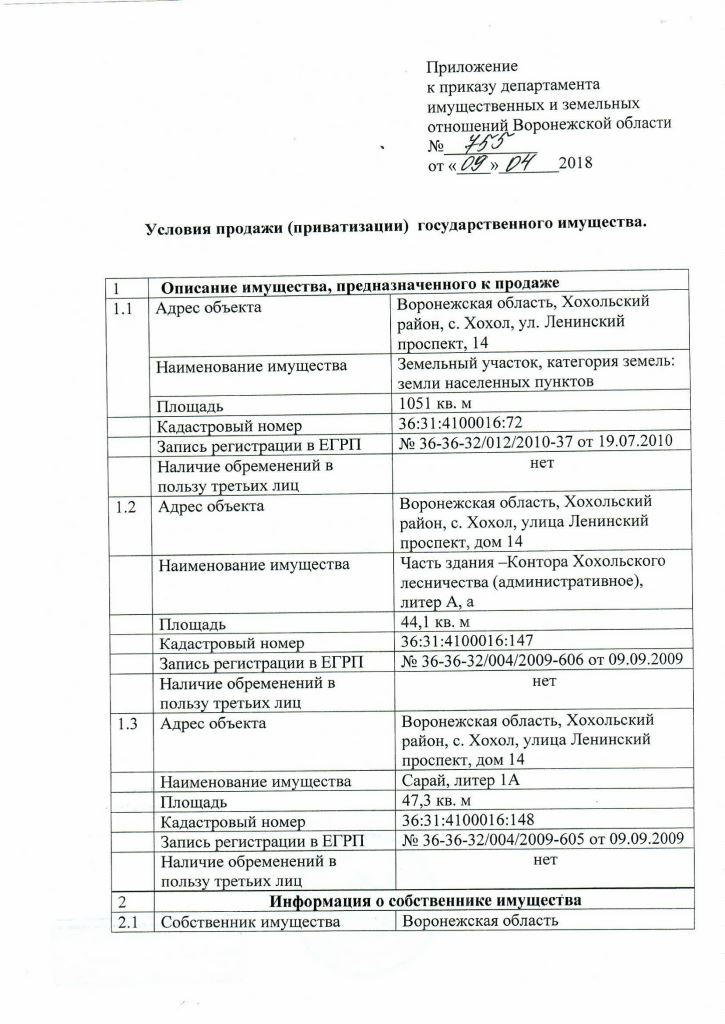 Приложение
к приказу департамента
имущественных и земельных
отношений Воронежской области
№ 755
от «09» 04 2018
Условия продажи (приватизации) государственного имущества.
1 Описание имущества, предназначенного к продаже
1.1 Адрес объекта Воронежская область, Хохольский
район, с. Хохол, ул. Ленинский
проспект, 14
Наименование имущества Земельный участок, категория земель:
земли населенных пунктов
Площадь 1051 кв. м
Кадастровый номер 36:31:4100016:72
Запись регистрации в ЕГРП № 36-36-32/012/2010-37 от 19.07.2010
Наличие обременений в нет
пользу третьих лиц
1.2 Адрес объекта Воронежская область, Хохольский
район, с. Хохол, улица Ленинский
проспект, дом 14
Наименование имущества Часть здания –Контора Хохольского
лесничества (административное),
литер А, а
Площадь 44,1 кв. м
Кадастровый номер 36:31:4100016:147
Запись регистрации в ЕГРП № 36-36-32/004/2009-606 от 09.09.2009
Наличие обременений в нет
пользу третьих лиц
1.3 Адрес объекта Воронежская область, Хохольский
район, с. Хохол, улица Ленинский
проспект, дом 14
Наименование имущества Сарай, литер 1А
Площадь 47,3 кв. м
Кадастровый номер 36:31:4100016:148
Запись регистрации в ЕГРП № 36-36-32/004/2009-605 от 09.09.2009
Наличие обременений в нет
пользу третьих лиц
2 Информация о собственнике имущества
2.1 Собственник имущества Воронежская область